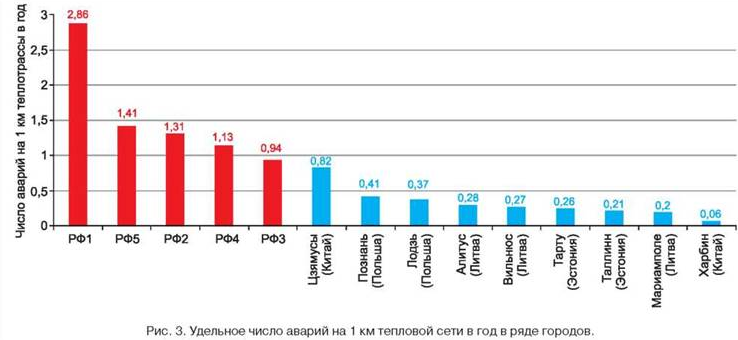 Число аварий на 1 км теплотрассы в год
3
2,5
2
1,5
1
0,5
0
2,86
1,41
1,31
1,13
0,94
0,82
0,41
0,37
0,28
0,27
0,26
0,21
0,2
0,06
РФ1
РФ5
РФ2
РФ4
РФ3
Цзямусы
(Китай)
Познань
(Польша)
Лодзь
(Польша)
Алитус
(Литва)
Вильнюс
(Литва)
Тарту
(Эстония)
Таллинн
(Эстония)
Мариамполе
(Литва)
Харбин
(Китай)
Рис. 3. Удельное число аварий на 1 км тепловой сети в год в ряде городов.